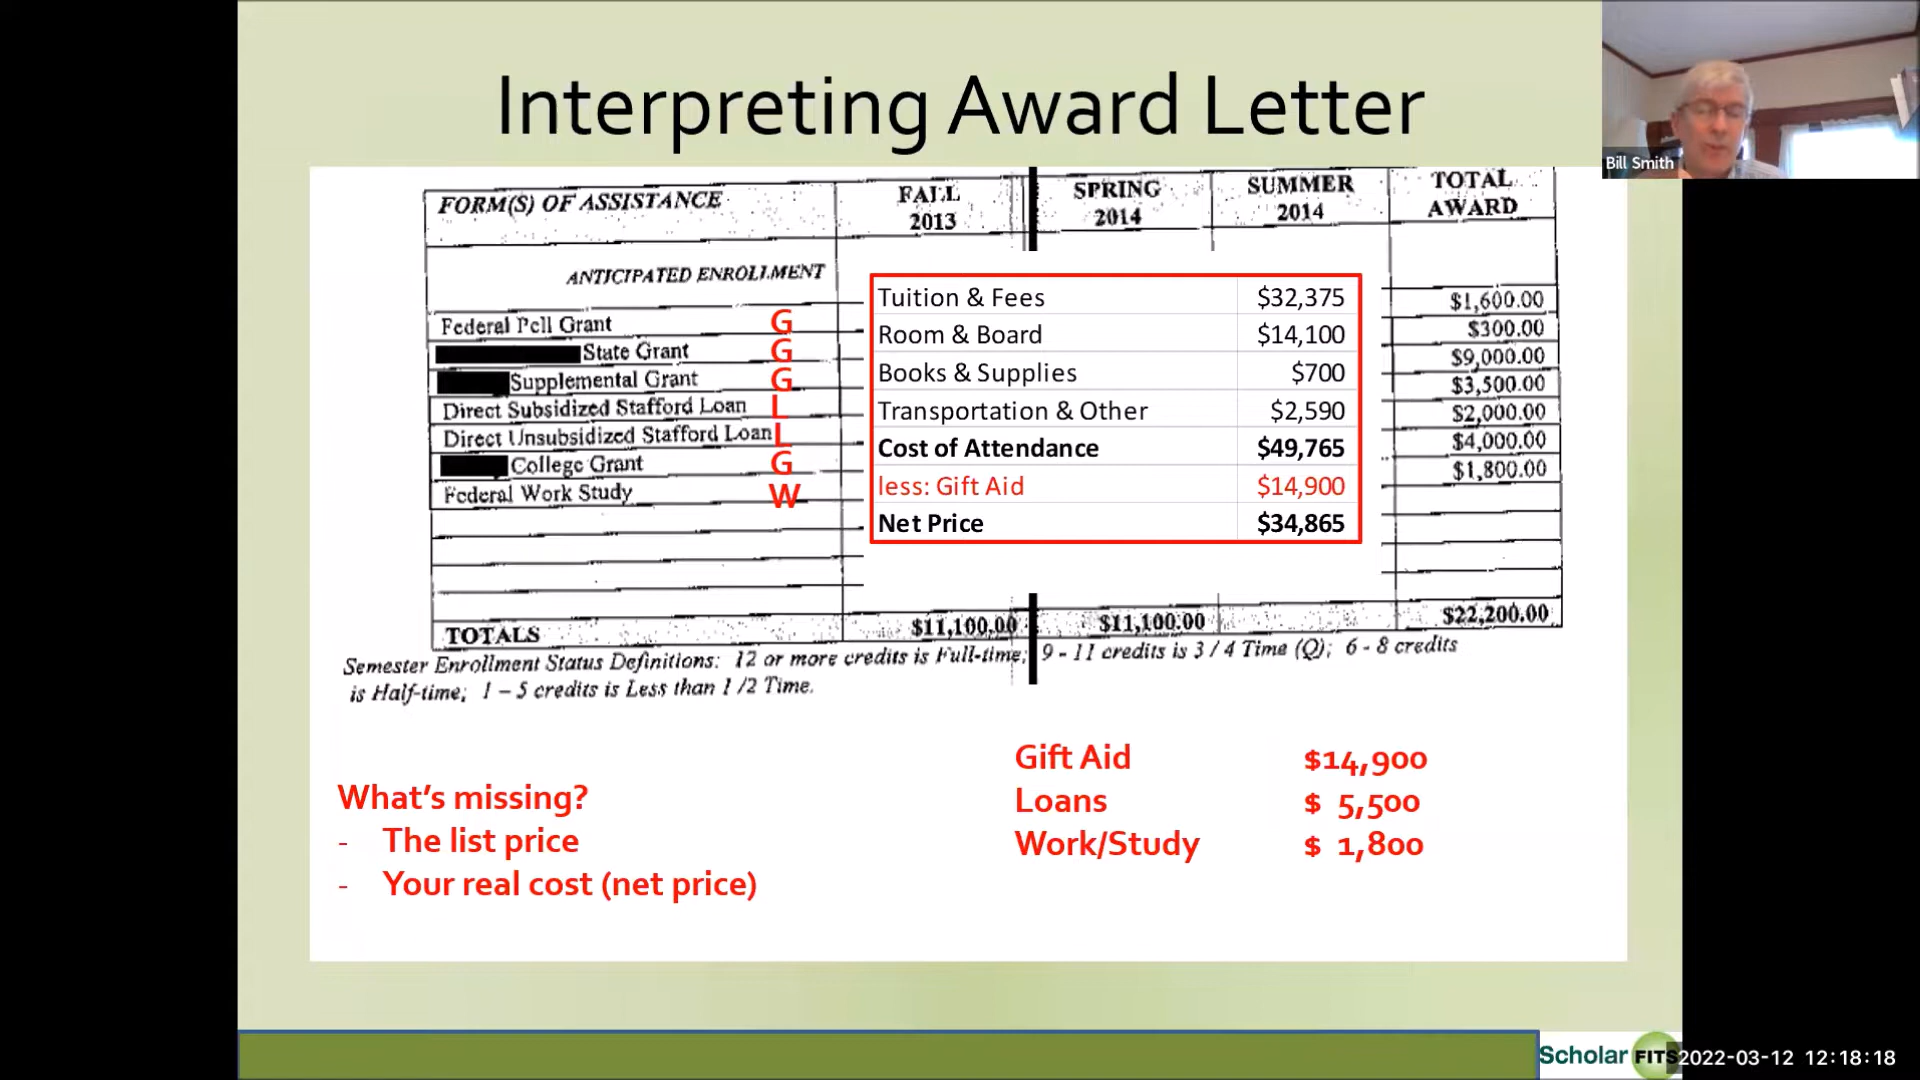 Interpreting Award Letter
Bill Smith
FORM(S) OF ASSISTANCE FALL 2013 SPRING 2014 SUMMER 2014 TOTAL AWARD
ANTICIPATED ENROLLMENT
Federal Pell Grant G $1,600.00
State Grant G $300.00
Supplemental Grant G $9,000.00
Direct Subsidized Stafford Loan L $3,500.00
Direct Unsubsidized Stafford Loan L $2,000.00
College Grant G $4,000.00
Federal Work Study W $1,800.00
Tuition & Fees $32,375
Room & Board $14,100
Books & Supplies $700
Transportation & Other $2,590
Cost of Attendance $49,765
less: Gift Aid $14,900
Net Price $34,865
TOTALS $11,100.00 $11,100.00 $22,200.00
Semester Enrollment Status Definitions: 12 or more credits is Full-time; 9 - 11 credits is 3 / 4 Time (Q); 6 - 8 credits
is Half-time; 1 – 5 credits is Less than 1 /2 Time.
What's missing?
- The list price
- Your real cost (net price)
Gift Aid $14,900
Loans $ 5,500
Work/Study $ 1,800
Scholar FITS
2022-03-12 12:18:18